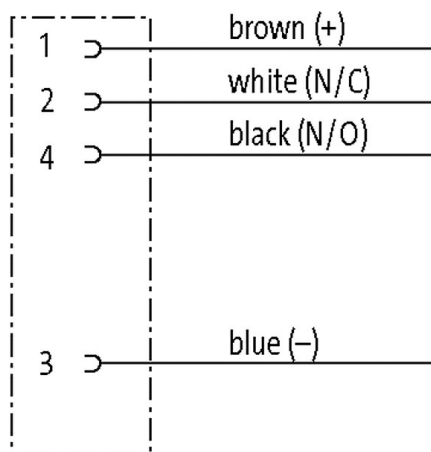 1 brown (+)
2 white (N/C)
4 black (N/O)
3 blue (–)